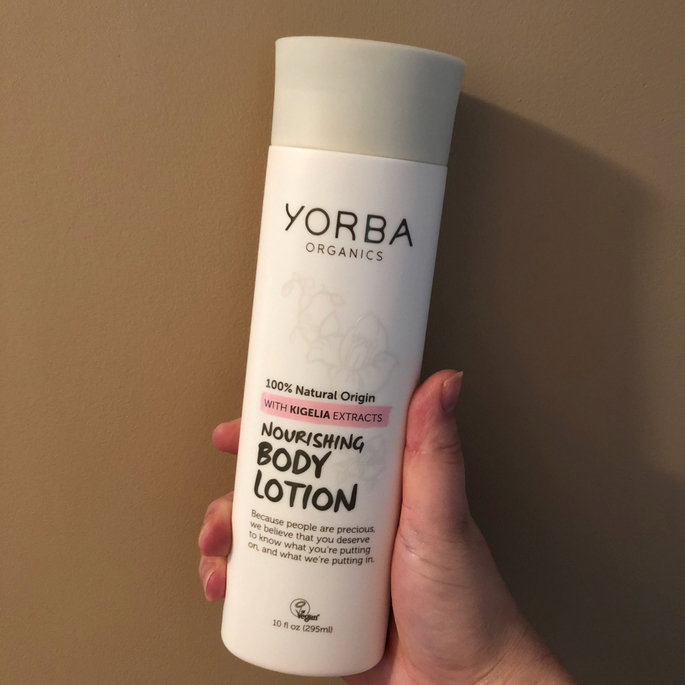 YORBA
ORGANICS
100% Natural Origin
WITH KIGELIA EXTRACTS
NOURISHING
BODY
LOTION
Because people are precious,
we believe that you deserve
to know what you're putting
on, and what we're putting in.
Vegan
10 fl oz (295ml)